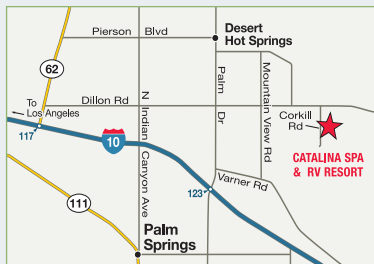 Pierson Blvd
Desert
Hot Springs
62
N Indian Canyon Ave
Palm Dr
Mountain View Rd
To
Los Angeles
Dillon Rd
Corkill
Rd
117
10
CATALINA SPA
& RV RESORT
Varner Rd
123
111
Palm
Springs